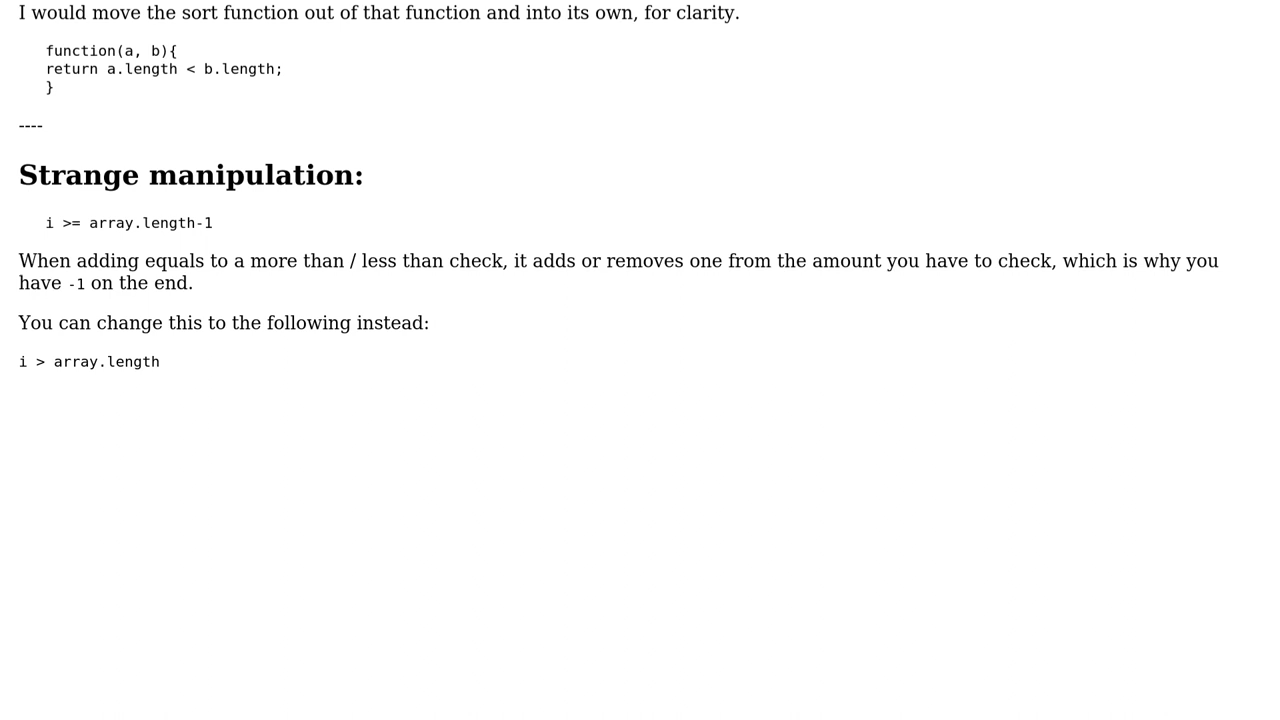 I would move the sort function out of that function and into its own, for clarity.
function(a, b){
return a.length < b.length;
}
----
Strange manipulation:
i >= array.length-1
When adding equals to a more than / less than check, it adds or removes one from the amount you have to check, which is why you
have -1 on the end.
You can change this to the following instead:
i > array.length